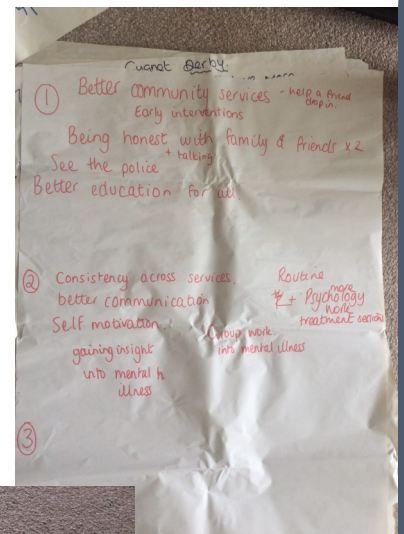 Derby.
① Better community services - help a friend
drop in.
Early interventions
Being honest with family & friends x2
+ talking
See the police
Better education for all.
② Consistency across services.
better communication
Self motivation.
gaining insight
into mental h
illness
Routine
+ more
Psychology
work
treatment sessions
Group work.
into mental illness
③